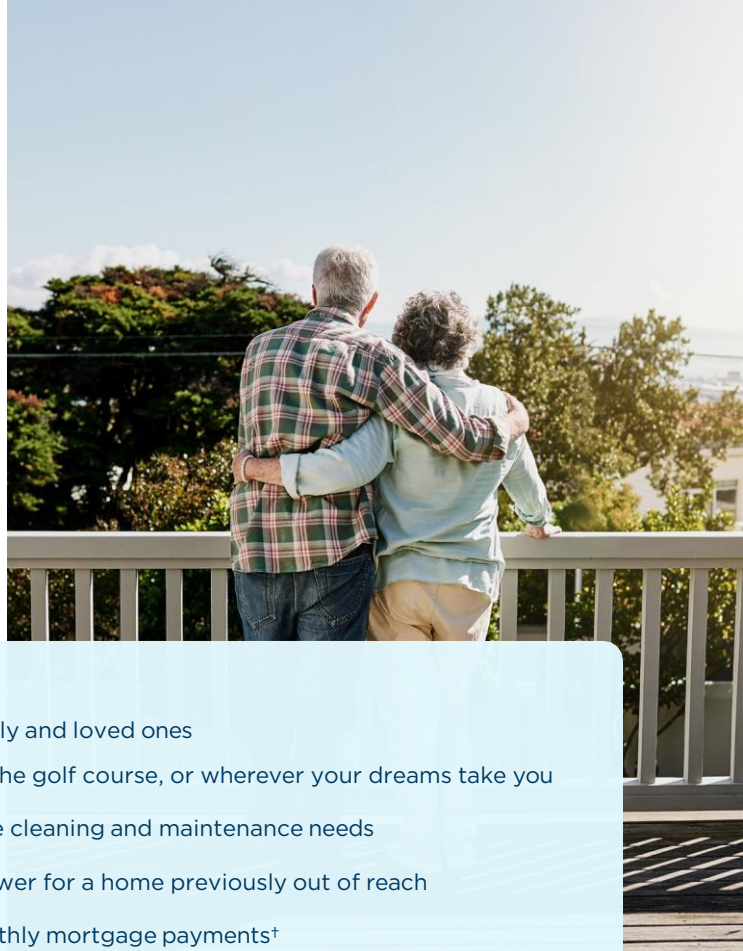 ly and loved ones
he golf course, or wherever your dreams take you
e cleaning and maintenance needs
wer for a home previously out of reach
thly mortgage payments†